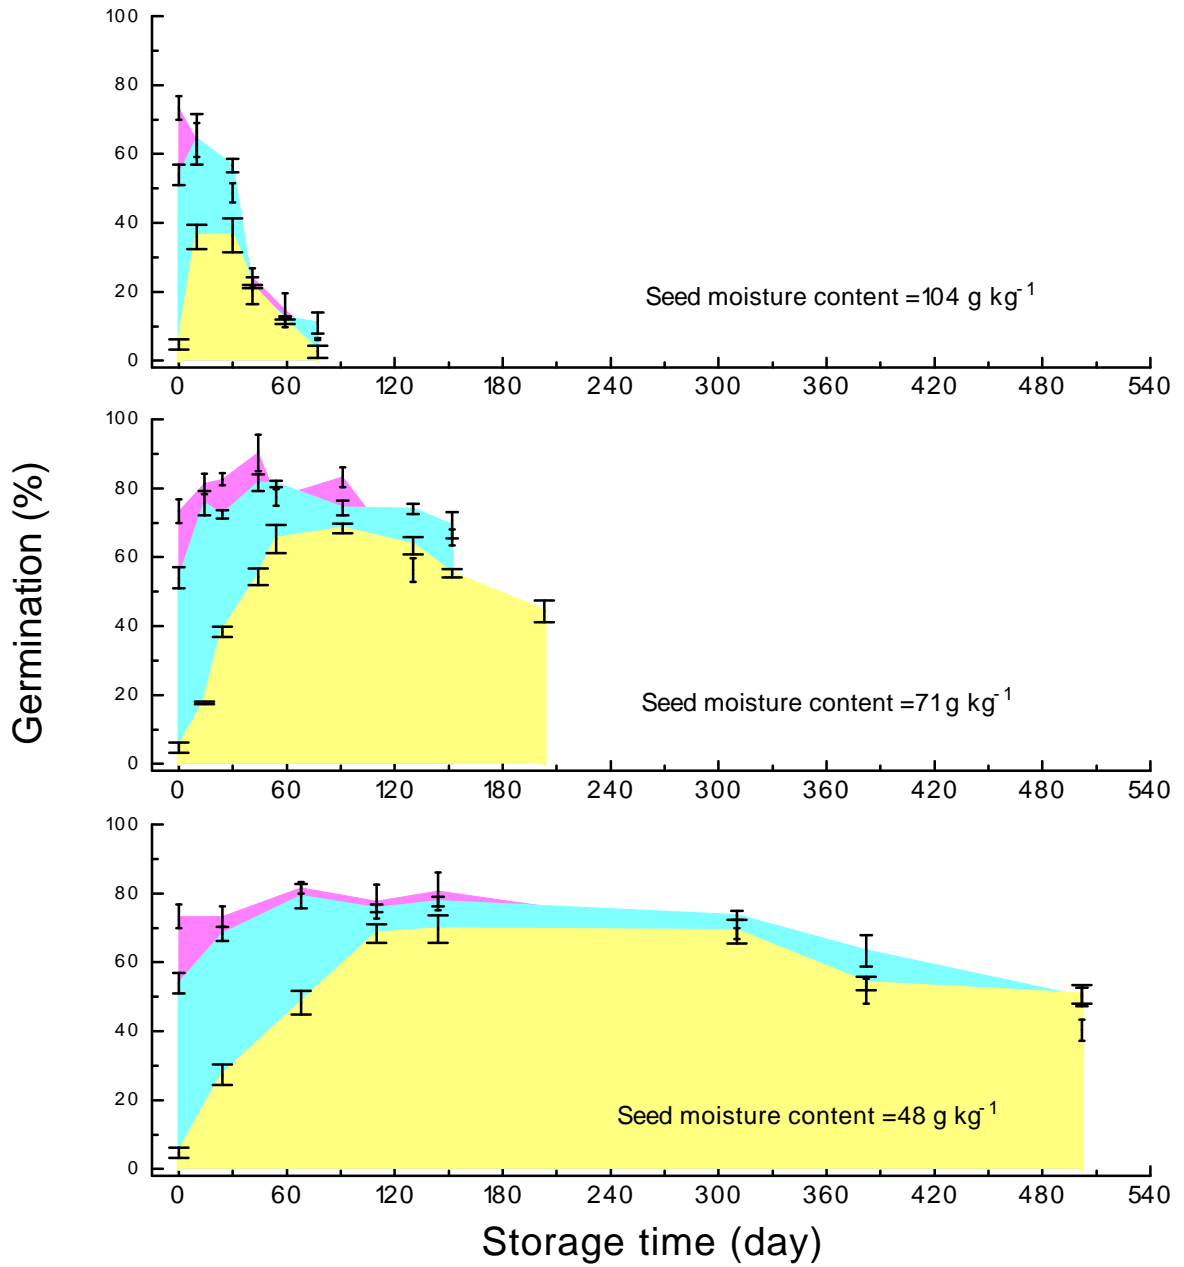 Germination (%)
100
80
60
40
20
0
Seed moisture content =104 g kg-1
0 60 120 180 240 300 360 420 480 540
100
80
60
40
20
0
Seed moisture content =71 g kg-1
0 60 120 180 240 300 360 420 480 540
100
80
60
40
20
0
Seed moisture content =48 g kg-1
0 60 120 180 240 300 360 420 480 540
Storage time (day)